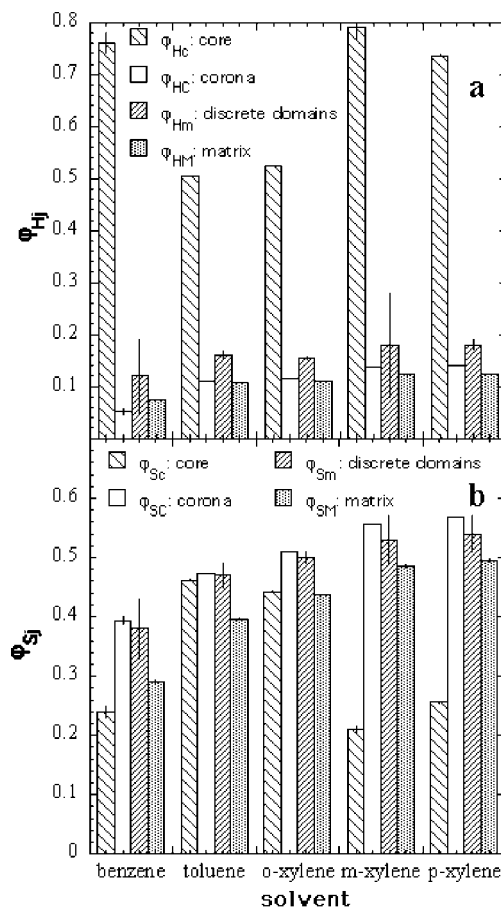 0.8
φHc: core
φHC: corona
a
0.7
φHm: discrete domains
0.6
φHM: matrix
0.5
φHj
0.4
0.3
0.2
0.1
φSc: core
φSm: discrete domains
0.6
φSC: corona
φSM: matrix
b
0.5
0.4
φSj
0.3
0.2
0.1
0
benzene toluene o-xylene m-xylene p-xylene
solvent